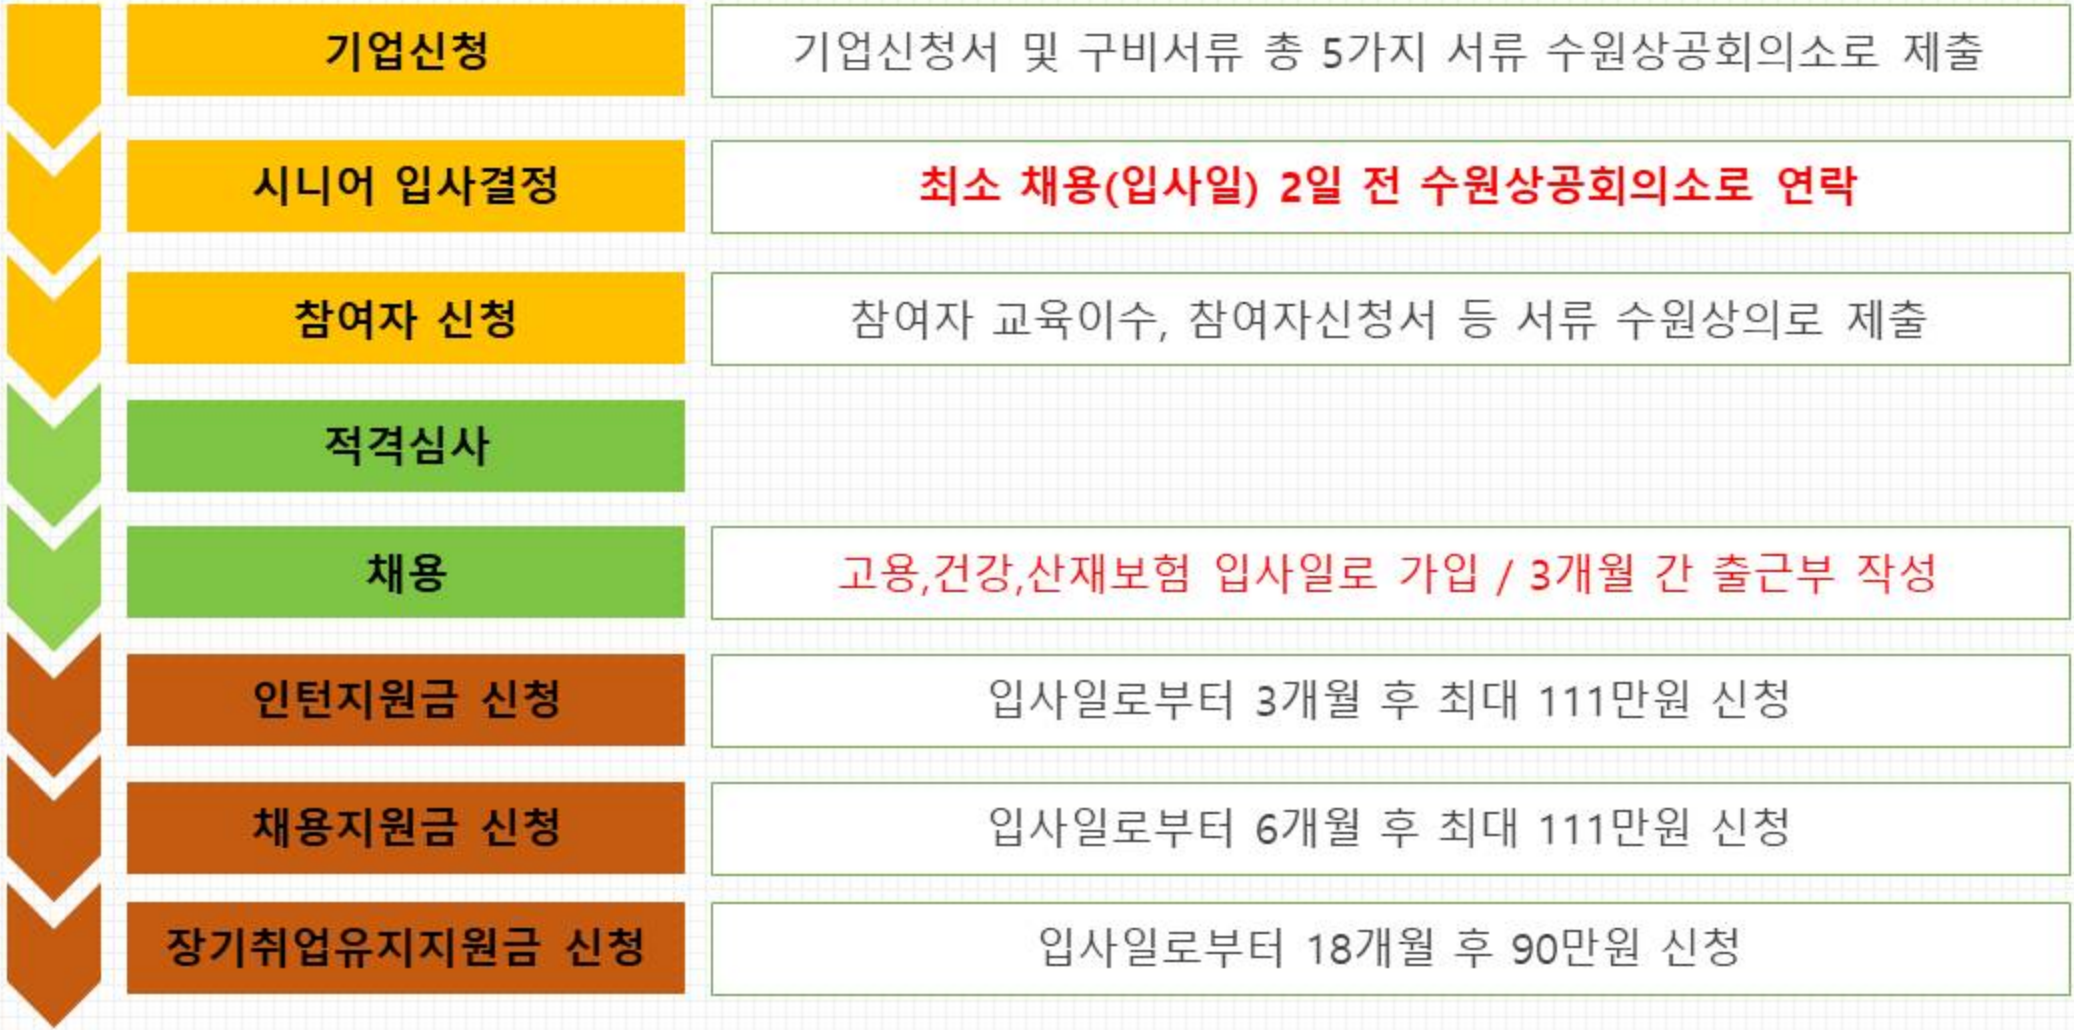 기업신청
기업신청서 및 구비서류 총 5가지 서류 수원상공회의소로 제출
시니어 입사결정
최소 채용(입사일) 2일 전 수원상공회의소로 연락
참여자 신청
참여자 교육이수, 참여자신청서 등 서류 수원상의로 제출
적격심사
채용
고용,건강,산재보험 입사일로 가입 / 3개월 간 출근부 작성
인턴지원금 신청
입사일로부터 3개월 후 최대 111만원 신청
채용지원금 신청
입사일로부터 6개월 후 최대 111만원 신청
장기취업유지지원금 신청
입사일로부터 18개월 후 90만원 신청